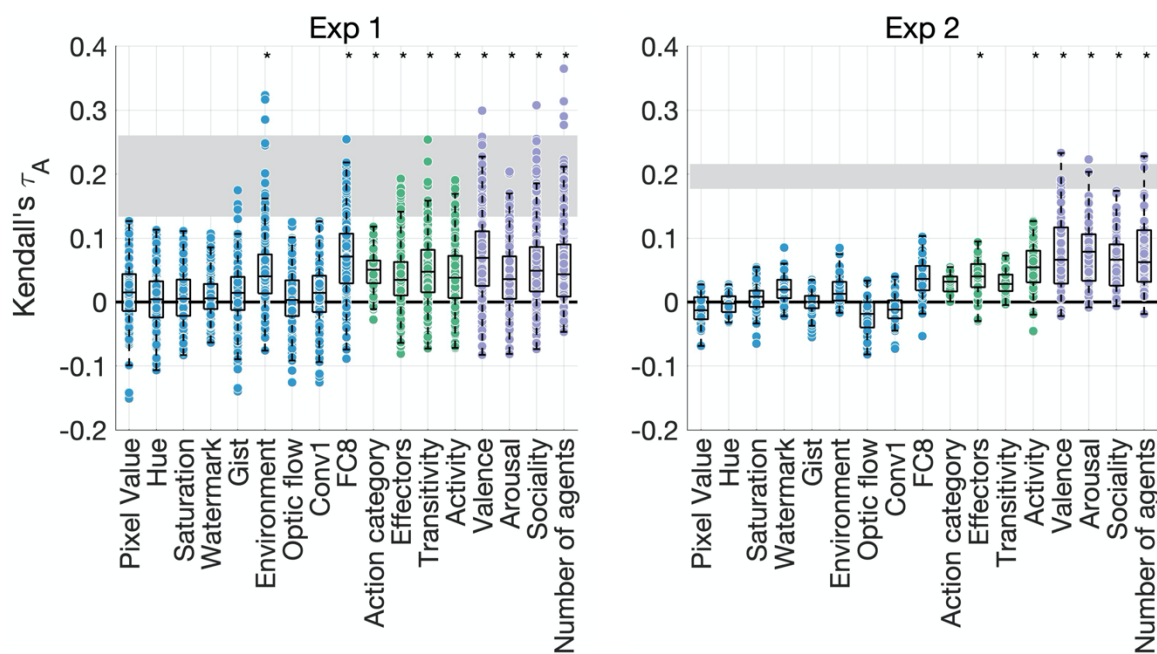 Exp 1
Exp 2
Kendall's τA
0.4
0.3
0.2
0.1
0
-0.1
-0.2
* * * * * * * * * *
Pixel Value
Hue
Saturation
Watermark
Gist
Environment
Optic flow
Conv1
FC8
Action category
Effectors
Transitivity
Activity
Valence
Arousal
Sociality
Number of agents
0.4
0.3
0.2
0.1
0
-0.1
-0.2
* * * * * *
Pixel Value
Hue
Saturation
Watermark
Gist
Environment
Optic flow
Conv1
FC8
Action category
Effectors
Transitivity
Activity
Valence
Arousal
Sociality
Number of agents